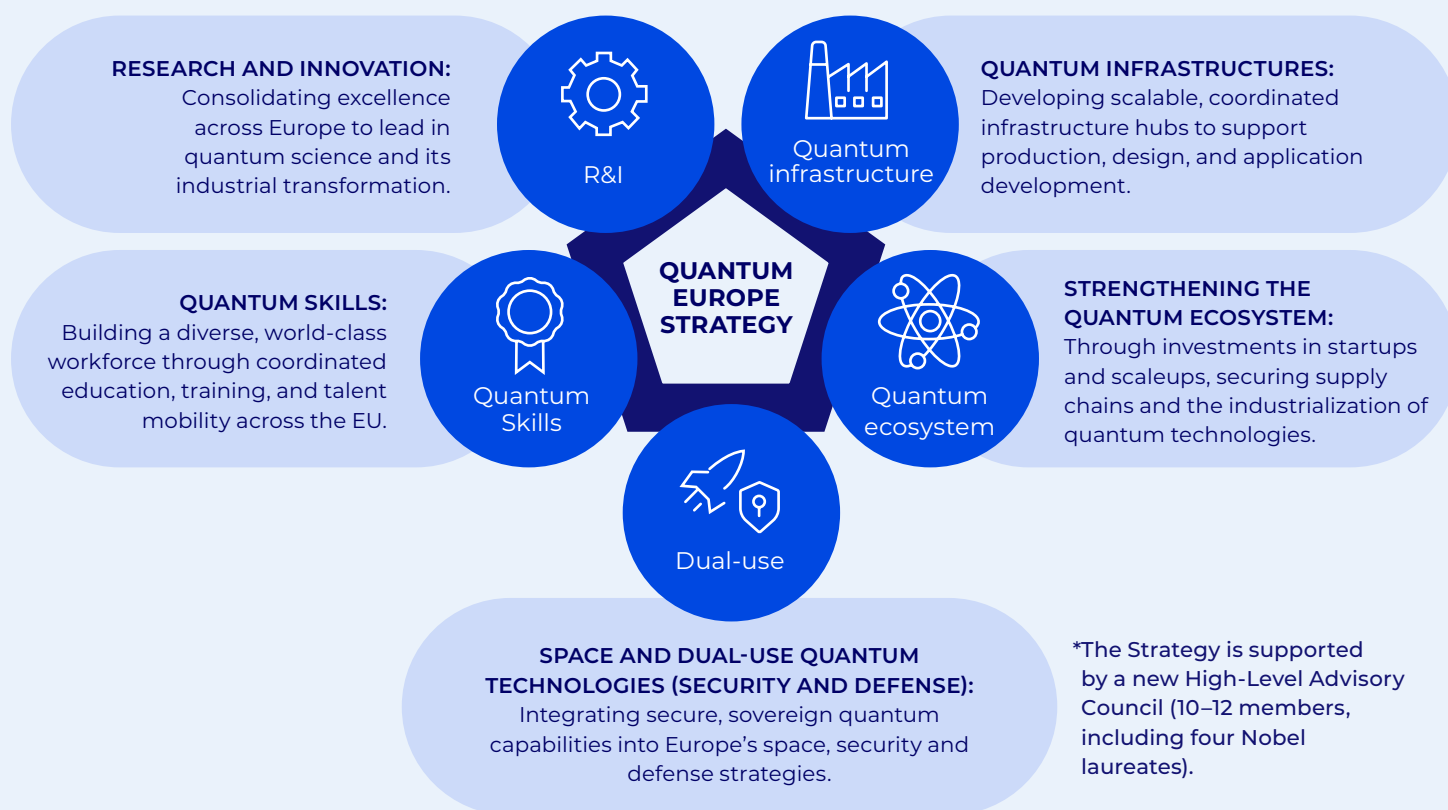 RESEARCH AND INNOVATION:
Consolidating excellence
across Europe to lead in
quantum science and its
industrial transformation.
R&I
Quantum
infrastructure
QUANTUM INFRASTRUCTURES:
Developing scalable, coordinated
infrastructure hubs to support
production, design, and application
development.
QUANTUM SKILLS:
Building a diverse, world-class
workforce through coordinated
education, training, and talent
mobility across the EU.
Quantum
Skills
QUANTUM
EUROPE
STRATEGY
Quantum
ecosystem
STRENGTHENING THE
QUANTUM ECOSYSTEM:
Through investments in startups
and scaleups, securing supply
chains and the industrialization of
quantum technologies.
Dual-use
SPACE AND DUAL-USE QUANTUM
TECHNOLOGIES (SECURITY AND DEFENSE):
Integrating secure, sovereign quantum
capabilities into Europe's space, security and
defense strategies.
*The Strategy is supported
by a new High-Level Advisory
Council (10–12 members,
including four Nobel
laureates).